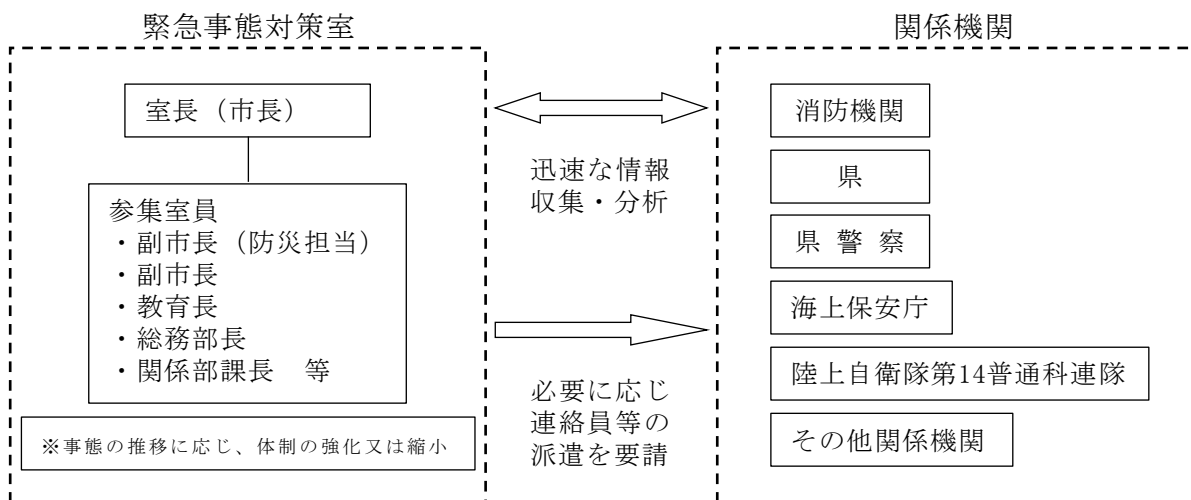 緊急事態対策室
室長（市長）
参集室員
・副市長（防災担当）
・副市長
・教育長
・総務部長
・関係部課長　等
※事態の推移に応じ、体制の強化又は縮小
迅速な情報
収集・分析
必要に応じ
連絡員等の
派遣を要請
関係機関
消防機関
県
県 警 察
海上保安庁
陸上自衛隊第14普通科連隊
その他関係機関